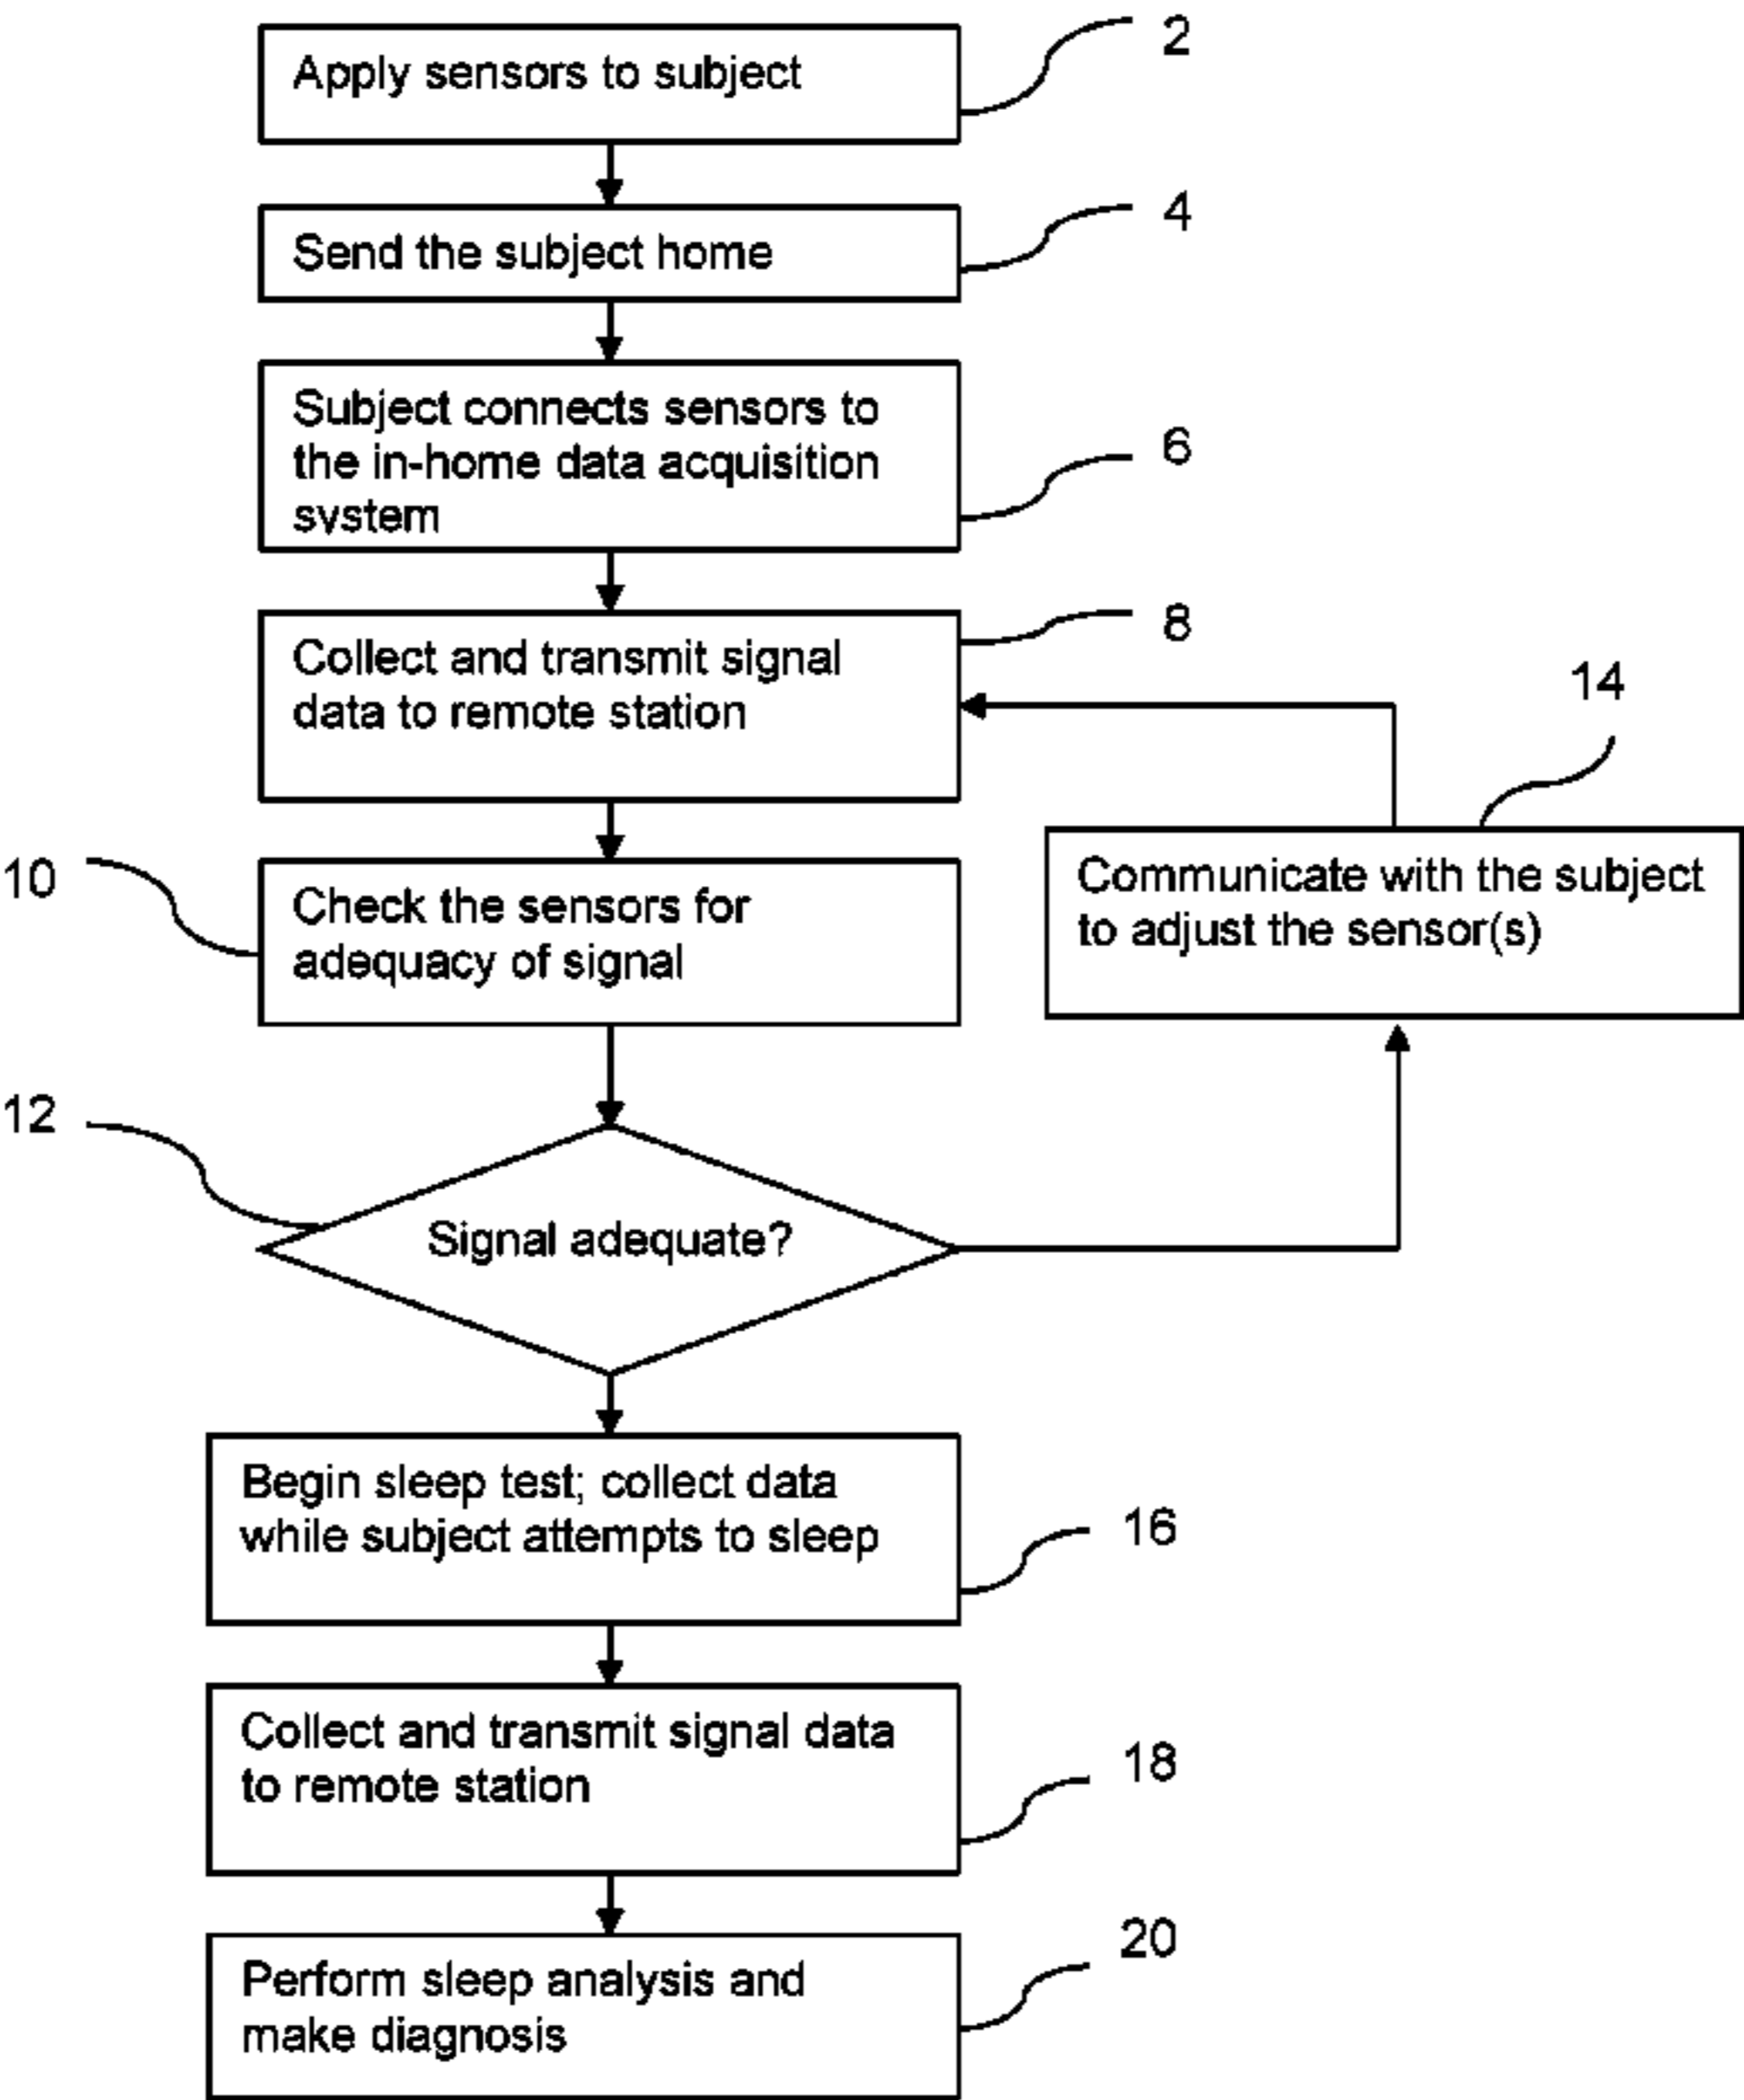 Apply sensors to subject
2
Send the subject home
4
Subject connects sensors to
the in-home data acquisition
system
6
Collect and transmit signal
data to remote station
8
14
Communicate with the subject
to adjust the sensor(s)
10
Check the sensors for
adequacy of signal
12
Signal adequate?
Begin sleep test; collect data
while subject attempts to sleep
16
Collect and transmit signal data
to remote station
18
Perform sleep analysis and
make diagnosis
20